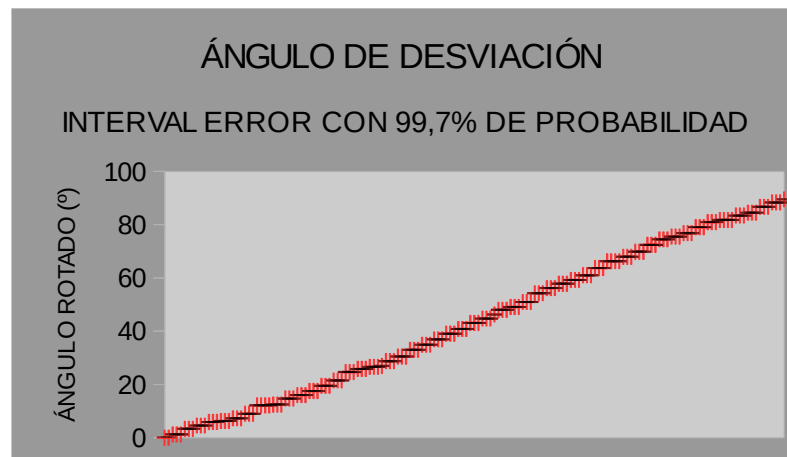 ÁNGULO DE DESVIACIÓN
INTERVAL ERROR CON 99,7% DE PROBABILIDAD
ÁNGULO ROTADO (º)
100
80
60
40
20
0